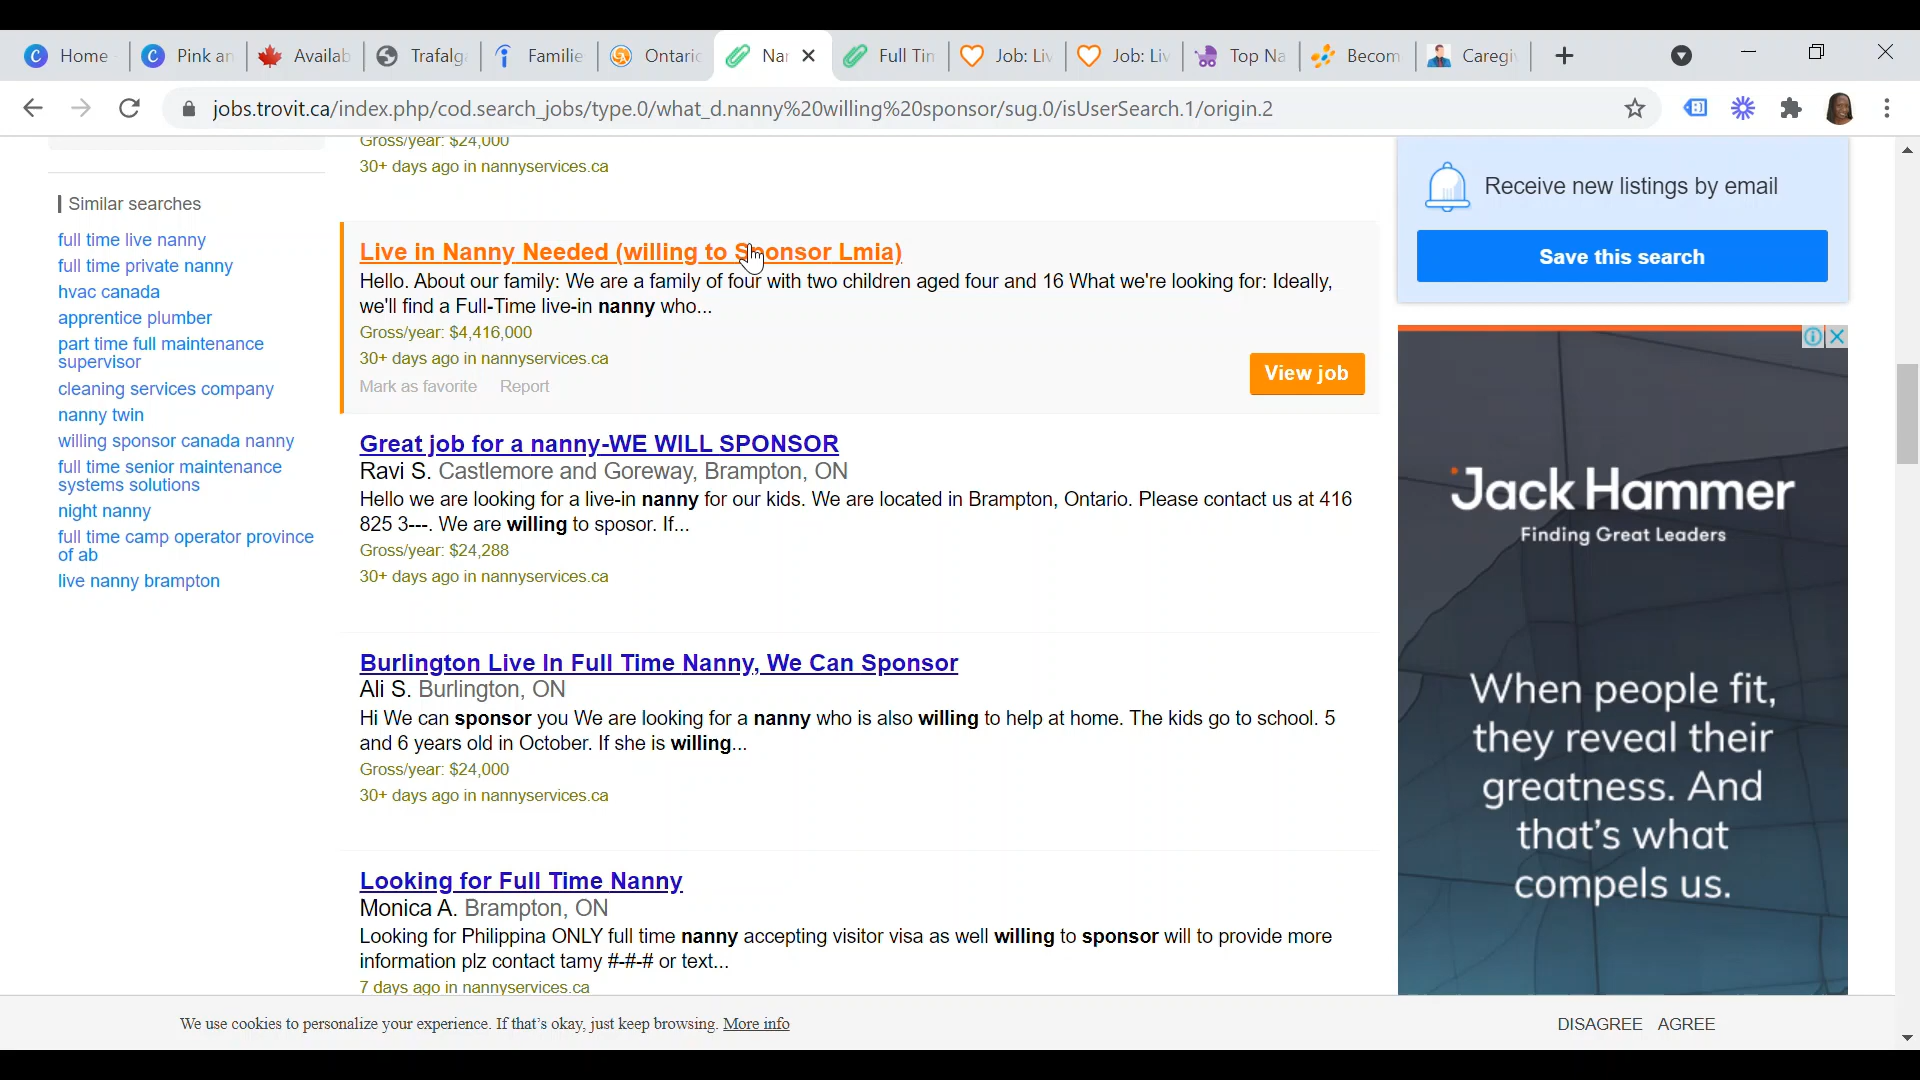 Home
Pink an
Availab
Trafalg
Familie
Ontario
Nan
Full Tin
Job: Liv
Job: Liv
Top Na
Becom
Caregiv
jobs.trovit.ca/index.php/cod.search_jobs/type.0/what_d.nanny%20willing%20sponsor/sug.0/isUserSearch.1/origin.2
Gross/year: $24,000
30+ days ago in nannyservices.ca
Similar searches
full time live nanny
full time private nanny
hvac canada
apprentice plumber
part time full maintenance
supervisor
cleaning services company
nanny twin
willing sponsor canada nanny
full time senior maintenance
systems solutions
night nanny
full time camp operator province
of ab
live nanny brampton
Live in Nanny Needed (willing to Sponsor Lmia)
Hello. About our family: We are a family of four with two children aged four and 16 What we're looking for: Ideally,
we'll find a Full-Time live-in nanny who...
Gross/year: $4,416,000
30+ days ago in nannyservices.ca
Mark as favorite Report
View job
Great job for a nanny-WE WILL SPONSOR
Ravi S. Castlemore and Goreway, Brampton, ON
Hello we are looking for a live-in nanny for our kids. We are located in Brampton, Ontario. Please contact us at 416
825 3---. We are willing to sposor. If...
Gross/year: $24,288
30+ days ago in nannyservices.ca
Burlington Live In Full Time Nanny, We Can Sponsor
Ali S. Burlington, ON
Hi We can sponsor you We are looking for a nanny who is also willing to help at home. The kids go to school. 5
and 6 years old in October. If she is willing...
Gross/year: $24,000
30+ days ago in nannyservices.ca
Looking for Full Time Nanny
Monica A. Brampton, ON
Looking for Philippina ONLY full time nanny accepting visitor visa as well willing to sponsor will to provide more
information plz contact tamy #-#-# or text...
7 days ago in nannyservices.ca
Receive new listings by email
Save this search
Jack Hammer
Finding Great Leaders
When people fit,
they reveal their
greatness. And
that's what
compels us.
We use cookies to personalize your experience. If that's okay, just keep browsing. More info
DISAGREE AGREE